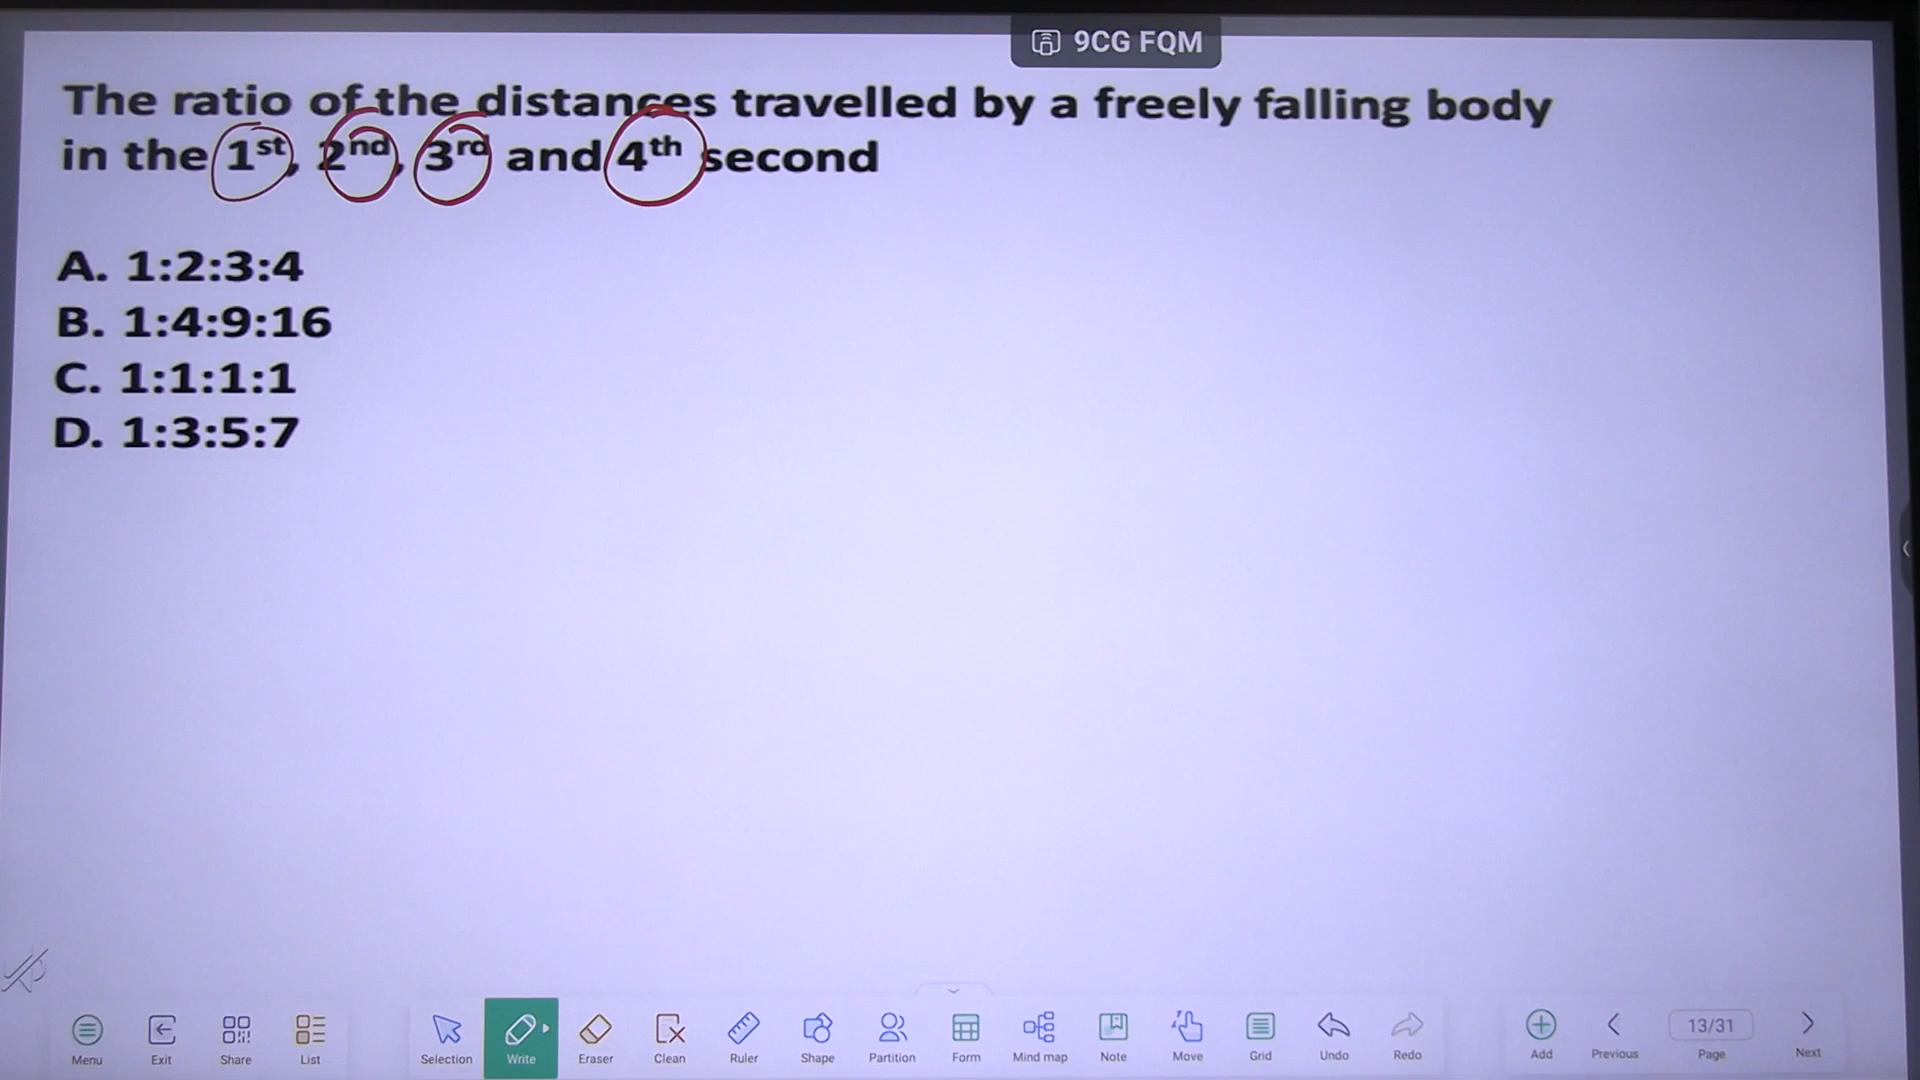 9CG FQM
The ratio of the distances travelled by a freely falling body
in the 1st, 2nd, 3rd and 4th second
A. 1:2:3:4
B. 1:4:9:16
C. 1:1:1:1
D. 1:3:5:7
Menu Exit Share List Selection Write Eraser Clean Ruler Shape Partition Form Mind map Note Move Grid Undo Redo Add Previous 13/31 Page Next